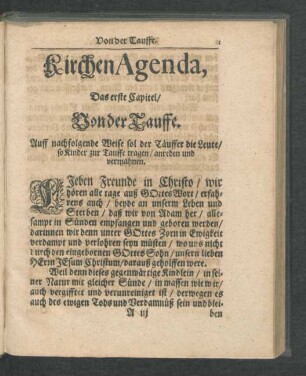 Von der Tauffe.
KirchenAgenda,
Das erste Capitel/
Von der Tauffe.
Auff nachfolgende Weise sol der Täuffer die Leute/
so Kinder zur Tauffe tragen/ anreden und
vermahnen.
LJeben Freunde in Christo/ wir
hören alle tage auß GOttes Wort/ erfah-
rens auch/ beyde an unserm Leben und
Sterben/ daß wir von Adam her/ alle-
sampt in Sünden empfangen und geboren werden/
darinnen wir denn unter GOttes Zorn in Ewigkeit
verdampt und verlohren seyn müsten/ wo uns nicht
durch den eingebornen GOttes Sohn/ unsern lieben
HErrn JEsum Christum/ darauß geholffen were.
Weil denn dieses gegenwärtige Kindlein/ in sei-
ner Natur mit gleicher Sünde/ in massen wie wir/
auch vergifftet und verunreiniget ist/ derwegen es
auch des ewigen Tods und Verdamnüß sein und blei-
A iij
ben